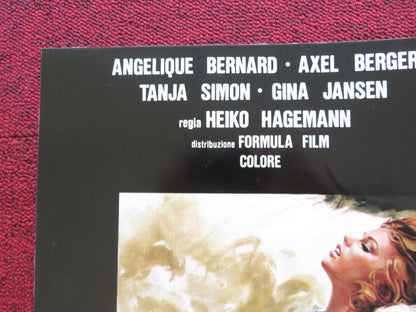 ANGELIQUE BERNARD · AXEL BERGER
TANJA SIMON · GINA JANSEN
regia HEIKO HAGEMANN
distribuzione FORMULA FILM
COLORE